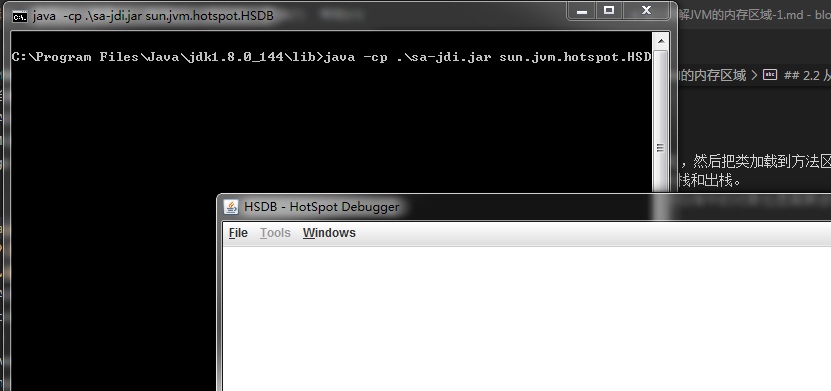 java -cp .\sa-jdi.jar sun.jvm.hotspot.HSDB
解JVM的内存区域-1.md - blo
C:\Program Files\Java\jdk1.8.0_144\lib>java -cp .\sa-jdi.jar sun.jvm.hotspot.HSD
的内存区域 > abc ## 2.2 从
，然后把类加载到方法区
栈和出栈。
HSDB - HotSpot Debugger
File Tools Windows